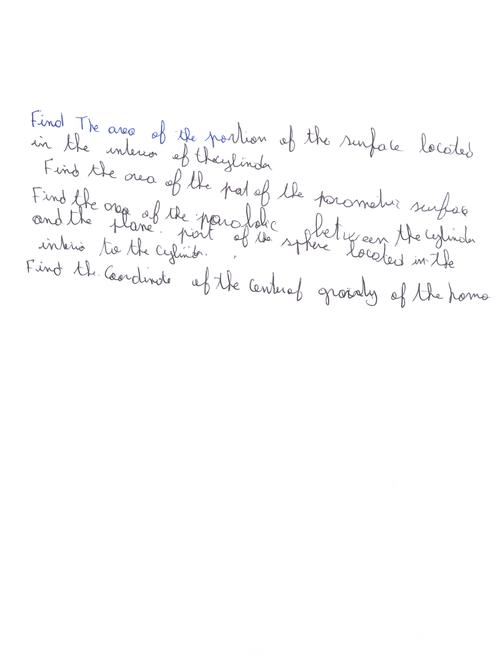 Find The area of the portion of the surface located
in the interior of the cylinder
Find the area of the part of the parametric surface
Find the area of the parabolic between the cylinder
and the plane. part of the sphere located in the
interio to the cylinder.
Find the Coordinate of the center of gravity of the homo